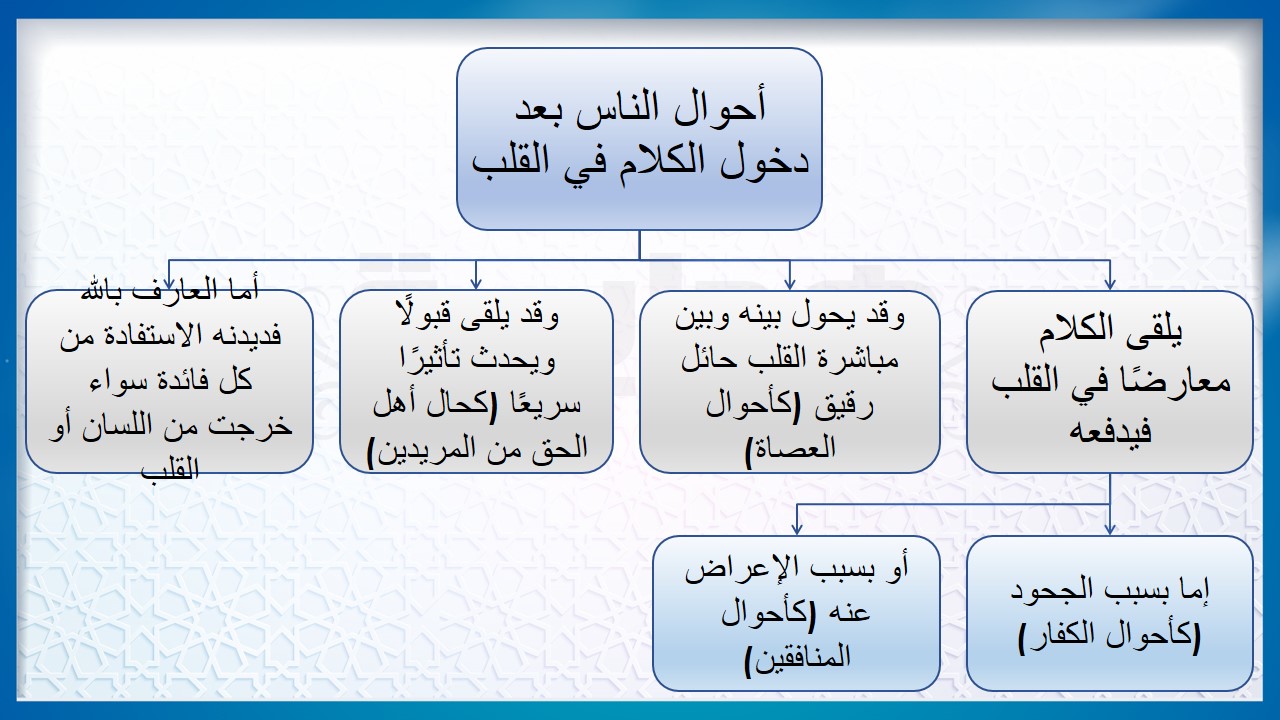 أحوال الناس بعد
دخول الكلام في القلب
يلقى الكلام
معارضًا في القلب
فيدفعه
وقد يحول بينه وبين
مباشرة القلب حائل
رقيق (كأحوال
العصاة)
وقد يلقى قبولًا
ويحدث تأثيرًا
سريعًا (كحال أهل
الحق من المريدين)
أما العارف بالله
فديدنه الاستفادة من
كل فائدة سواء
خرجت من اللسان أو
القلب
إما بسبب الجحود
(كأحوال الكفار)
أو بسبب الإعراض
عنه (كأحوال
المنافقين)